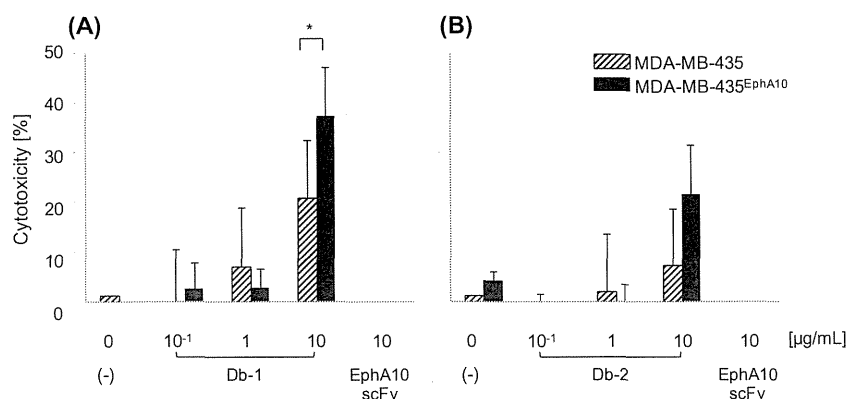 (A)
(B)
*
Cytotoxicity [%]
50
40
30
20
10
0
MDA-MB-435
MDA-MB-435EphA10
0 10-1 1 10 10
0 10-1 1 10 10 [µg/mL]
(-) Db-1 EphA10
scFv
(-) Db-2 EphA10
scFv